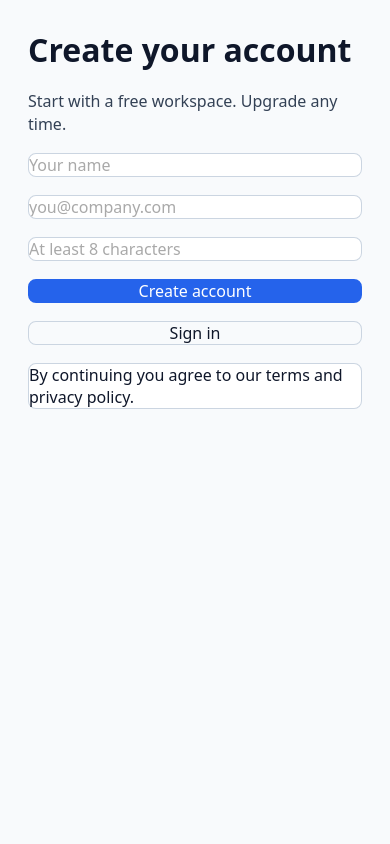 Create your account
Start with a free workspace. Upgrade any
time.
Your name
you@company.com
At least 8 characters
Create account
Sign in
By continuing you agree to our terms and
privacy policy.